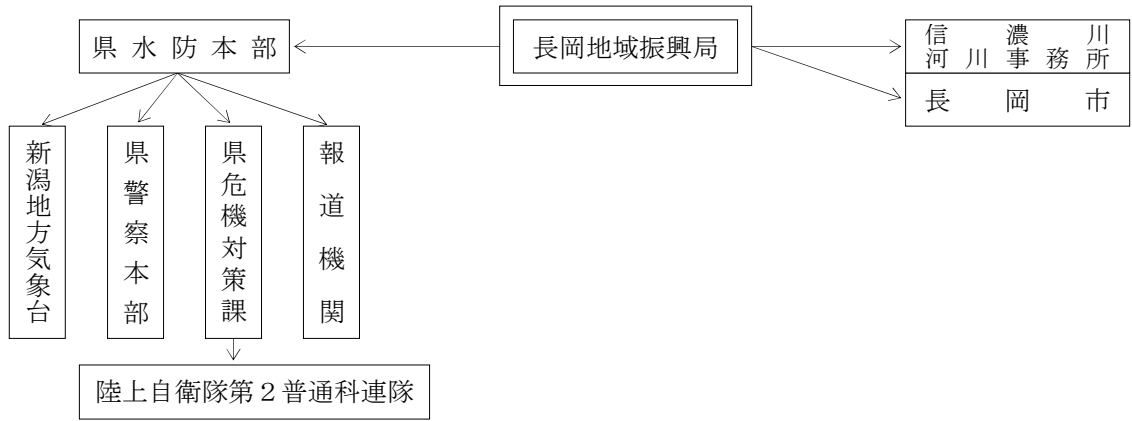 県水防本部
長岡地域振興局
信濃川
河川事務所
長岡市
新潟地方気象台
県警察本部
県危機対策課
報道機関
陸上自衛隊第２普通科連隊